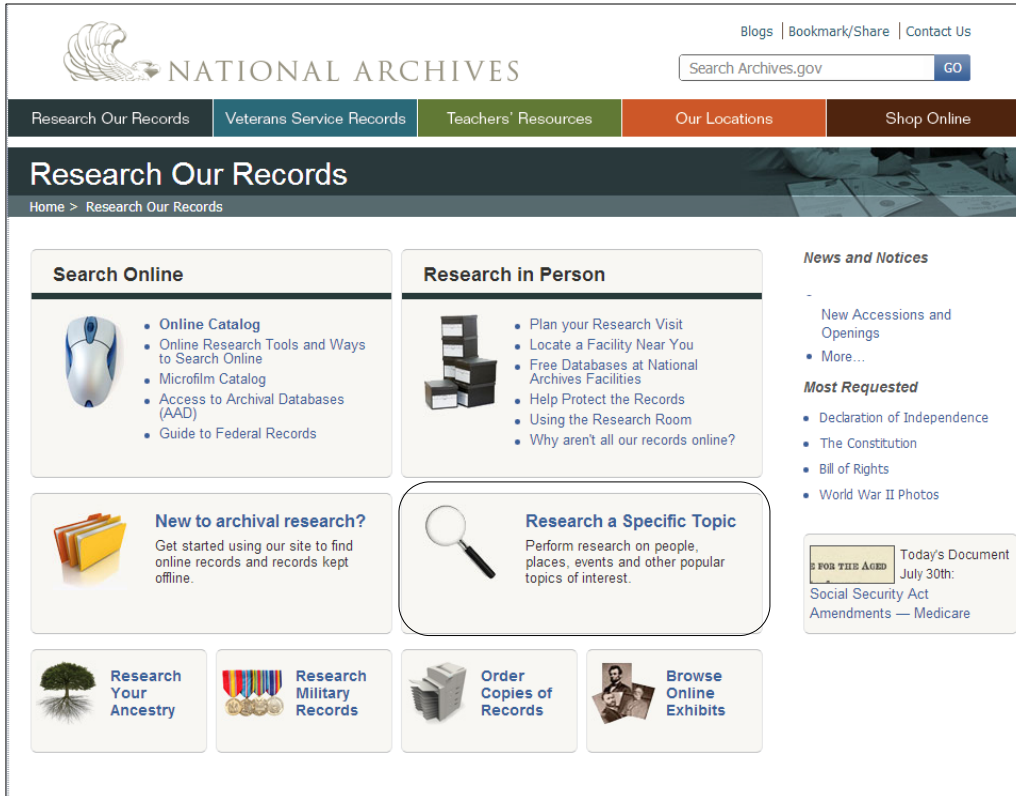 Blogs | Bookmark/Share | Contact Us
NATIONAL ARCHIVES
Search Archives.gov GO
Research Our Records Veterans Service Records Teachers' Resources Our Locations Shop Online
Research Our Records
Home > Research Our Records
Search Online
Online Catalog
Online Research Tools and Ways
to Search Online
Microfilm Catalog
Access to Archival Databases
(AAD)
Guide to Federal Records
Research in Person
Plan your Research Visit
Locate a Facility Near You
Free Databases at National
Archives Facilities
Help Protect the Records
Using the Research Room
Why aren't all our records online?
New to archival research?
Get started using our site to find
online records and records kept
offline.
Research a Specific Topic
Perform research on people,
places, events and other popular
topics of interest.
Research
Your
Ancestry
Research
Military
Records
Order
Copies of
Records
Browse
Online
Exhibits
News and Notices
-
New Accessions and
Openings
More...
Most Requested
Declaration of Independence
The Constitution
Bill of Rights
World War II Photos
E FOR THE AGED
Today's Document
July 30th:
Social Security Act
Amendments — Medicare